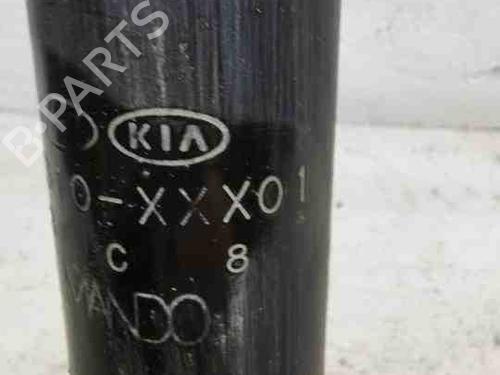 B-PARTS
KIA
0-XXX01
C 8
MANDO